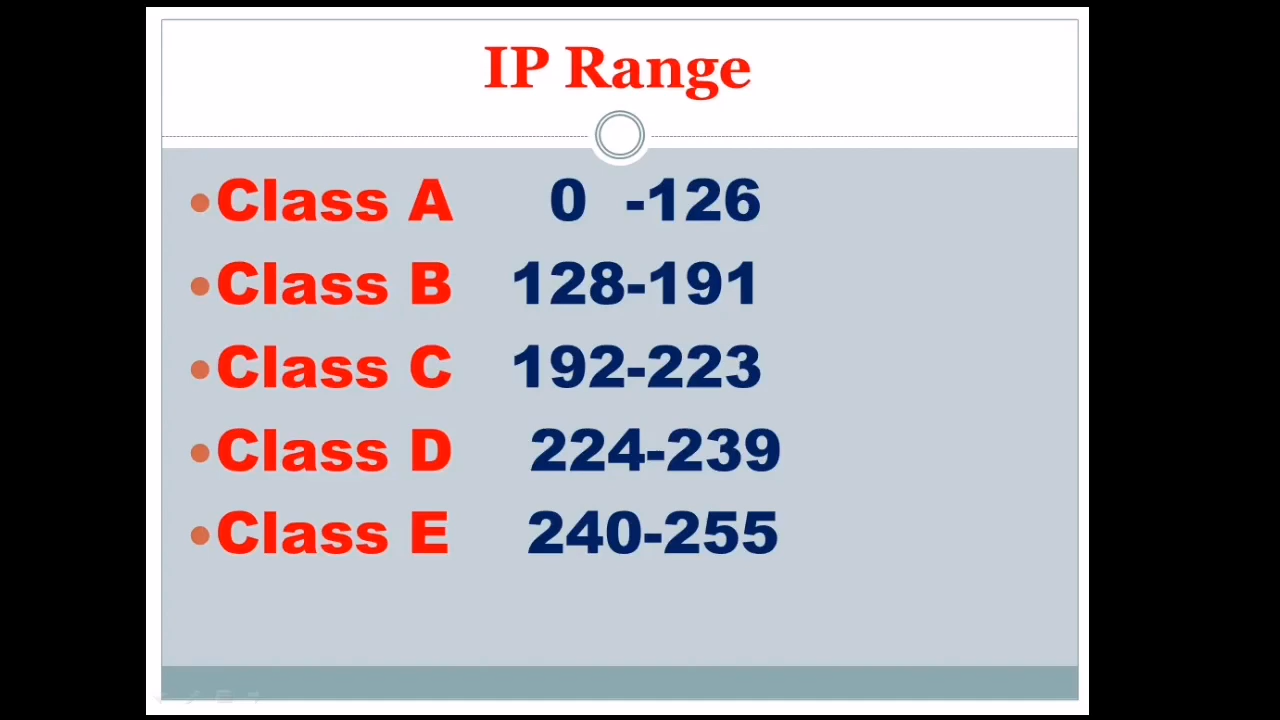 IP Range
•Class A 0 -126
•Class B 128-191
•Class C 192-223
•Class D 224-239
•Class E 240-255